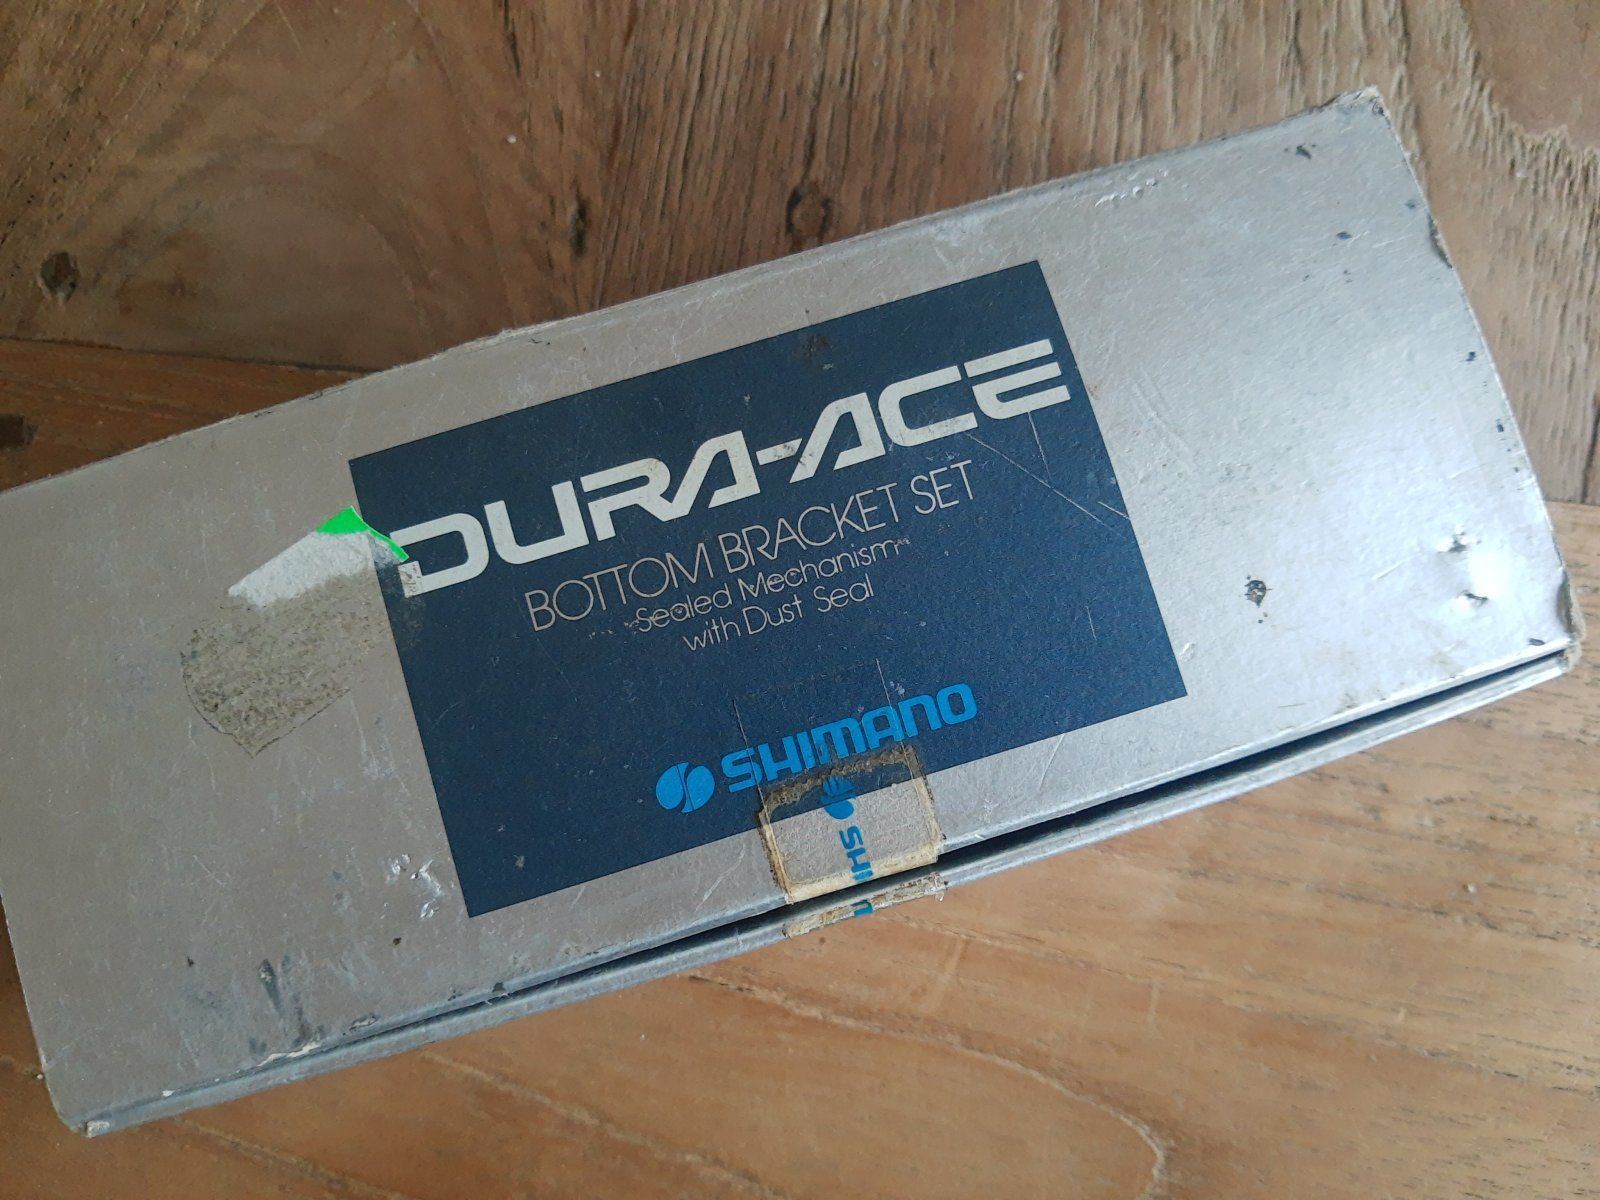 DURA-ACE
BOTTOM BRACKET SET
Sealed Mechanism
with Dust Seal
SHIMANO